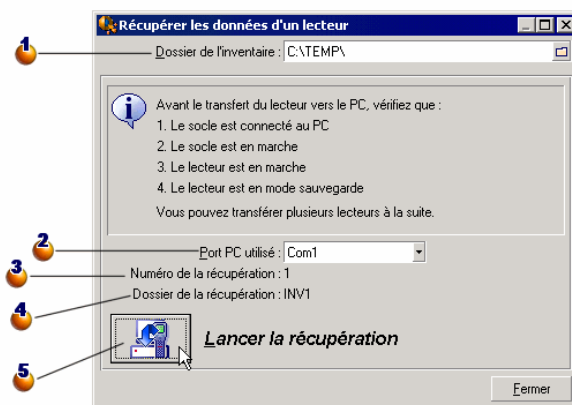 Récupérer les données d'un lecteur
1
Dossier de l'inventaire : C:\TEMP\
Avant le transfert du lecteur vers le PC, vérifiez que :
1. Le socle est connecté au PC
2. Le socle est en marche
3. Le lecteur est en marche
4. Le lecteur est en mode sauvegarde
Vous pouvez transférer plusieurs lecteurs à la suite.
2
Port PC utilisé : Com1
3
Numéro de la récupération : 1
Dossier de la récupération : INV1
4
Lancer la récupération
5
Fermer